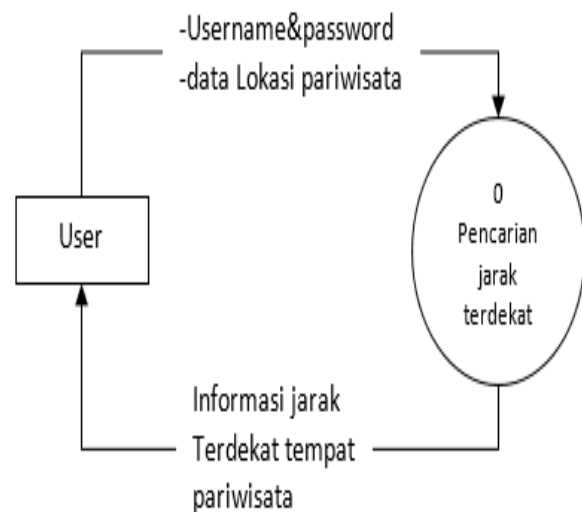 -Username&password
-data Lokasi pariwisata
User
0
Pencarian
jarak
terdekat
Informasi jarak
Terdekat tempat
pariwisata